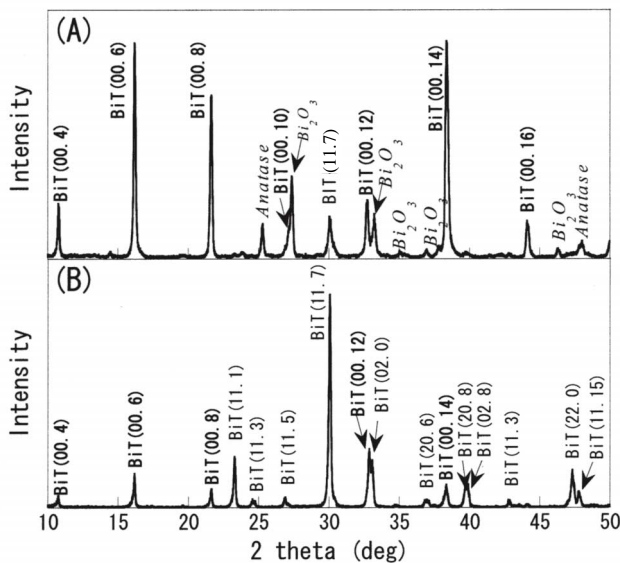 (A)
Intensity
BiT(00.4)
BiT(00.6)
BiT(00.8)
Anatase
BiT(00.10)
Bi₂O₃
BIT(11.7)
BiT(00.12)
Bi₂O₃
Bi₂O₃
Bi₂O₃
BiT(00.14)
BiT(00.16)
Bi₂O₃
Anatase
(B)
Intensity
BiT(00.4)
BiT(00.6)
BiT(00.8)
BiT(11.1)
BiT(11.3)
BiT(11.5)
BiT(11.7)
BiT(00.12)
BiT(02.0)
BiT(20.6)
BiT(00.14)
BiT(20.8)
BiT(02.8)
BiT(11.3)
BiT(22.0)
BiT(11.15)
10 15 20 25 30 35 40 45 50
2 theta (deg)